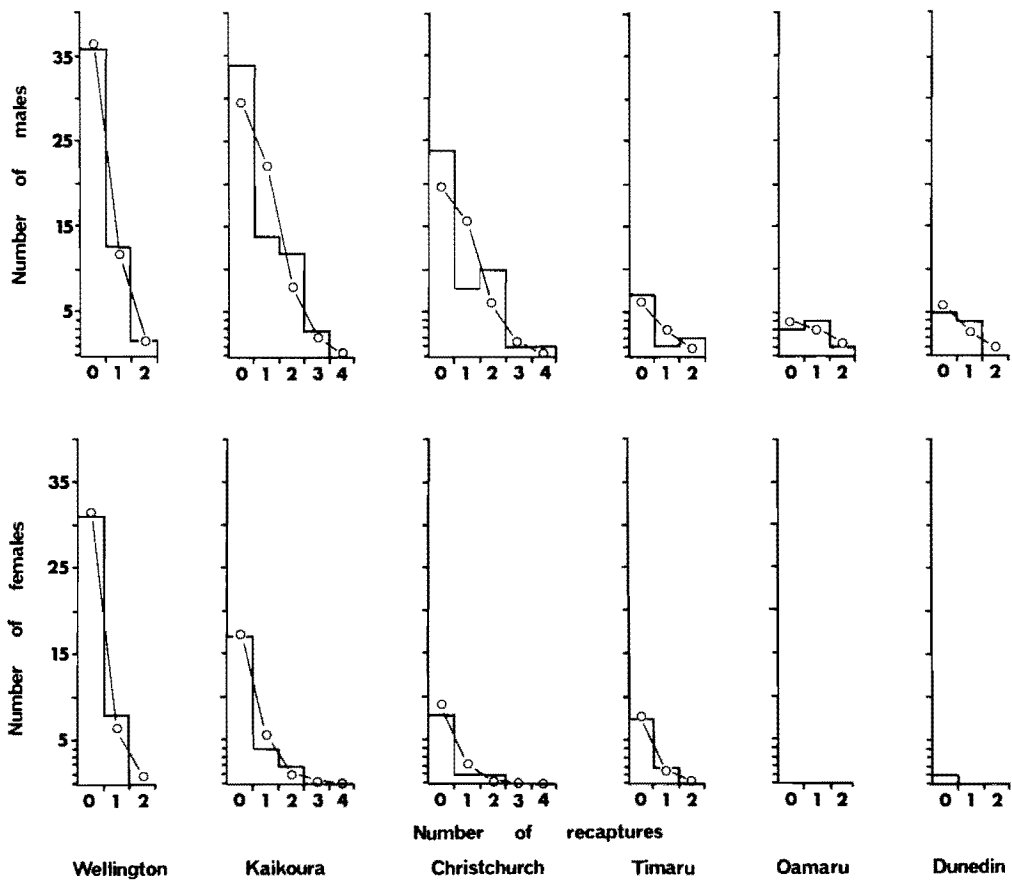 35
25
15
5
Number of males
0 1 2
0 1 2 3 4
0 1 2 3 4
0 1 2
0 1 2
0 1 2
35
25
15
5
Number of females
0 1 2
0 1 2 3 4
0 1 2 3 4
0 1 2
0 1 2
0 1 2
Number of recaptures
Wellington Kaikoura Christchurch Timaru Oamaru Dunedin